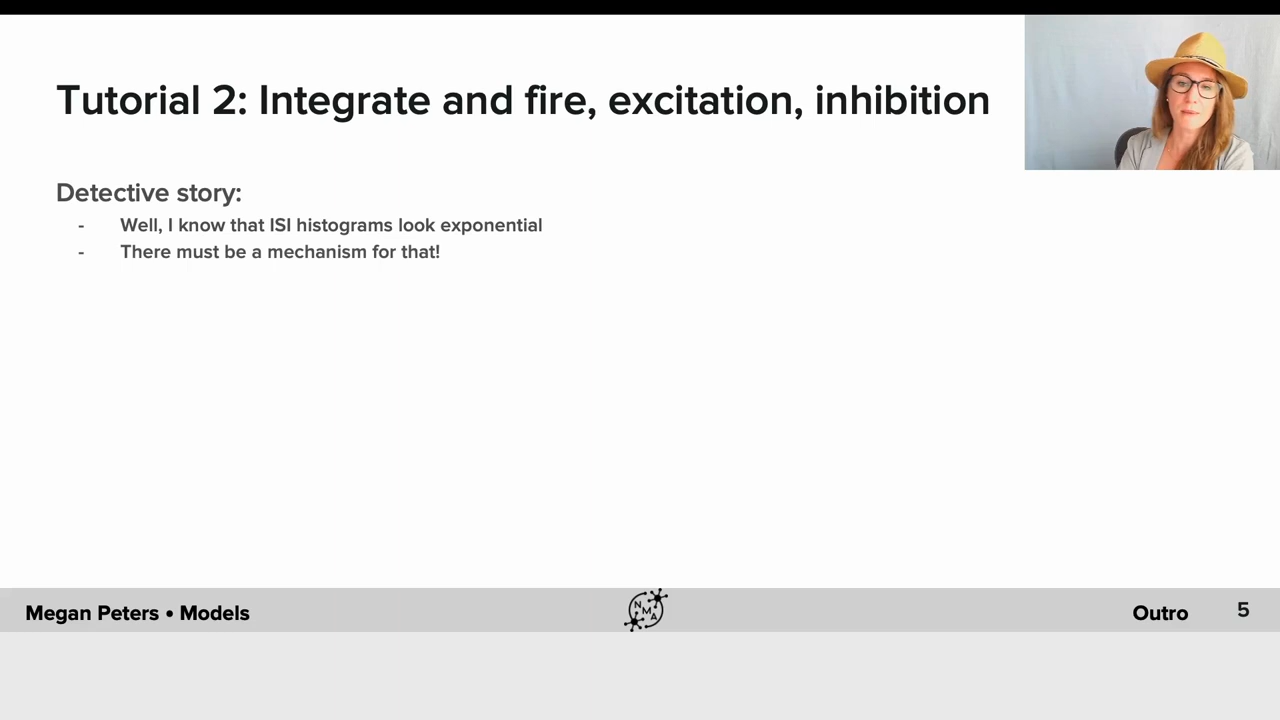 Tutorial 2: Integrate and fire, excitation, inhibition
Detective story:
- Well, I know that ISI histograms look exponential
- There must be a mechanism for that!
Megan Peters • Models
NMA
Outro
5